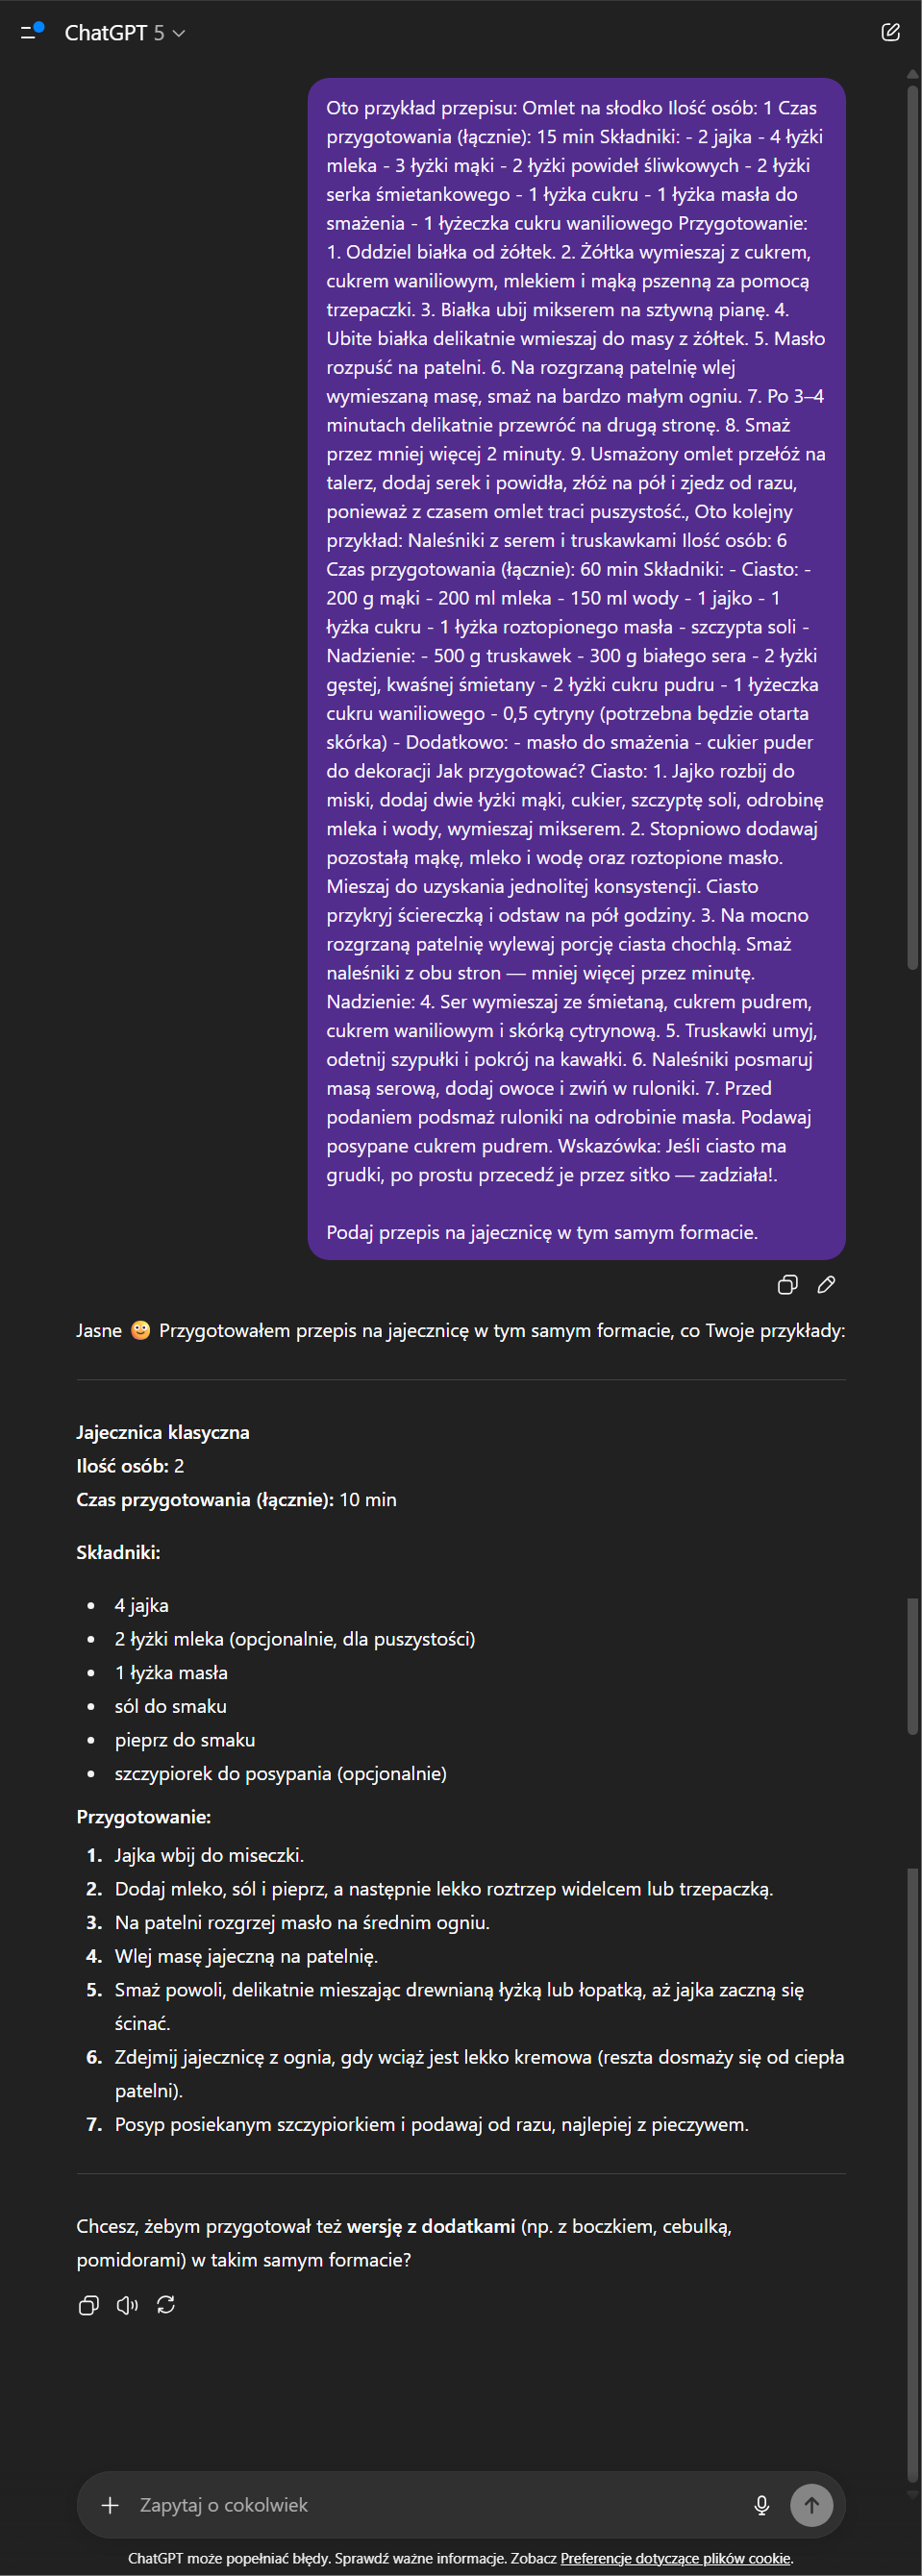 ChatGPT 5
Oto przykład przepisu: Omlet na słodko Ilość osób: 1 Czas
przygotowania (łącznie): 15 min Składniki: - 2 jajka - 4 łyżki
mleka - 3 łyżki mąki - 2 łyżki powideł śliwkowych - 2 łyżki
serka śmietankowego - 1 łyżka cukru - 1 łyżka masła do
smażenia - 1 łyżeczka cukru waniliowego Przygotowanie:
1. Oddziel białka od żółtek. 2. Żółtka wymieszaj z cukrem,
cukrem waniliowym, mlekiem i mąką pszenną za pomocą
trzepaczki. 3. Białka ubij mikserem na sztywną pianę. 4.
Ubite białka delikatnie wmieszaj do masy z żółtek. 5. Masło
rozpuść na patelni. 6. Na rozgrzaną patelnię wlej
wymieszaną masę, smaż na bardzo małym ogniu. 7. Po 3–4
minutach delikatnie przewróć na drugą stronę. 8. Smaż
przez mniej więcej 2 minuty. 9. Usmażony omlet przełóż na
talerz, dodaj serek i powidła, złóż na pół i zjedz od razu,
ponieważ z czasem omlet traci puszystość., Oto kolejny
przykład: Naleśniki z serem i truskawkami Ilość osób: 6
Czas przygotowania (łącznie): 60 min Składniki: - Ciasto: -
200 g mąki - 200 ml mleka - 150 ml wody - 1 jajko - 1
łyżka cukru - 1 łyżka roztopionego masła - szczypta soli -
Nadzienie: - 500 g truskawek - 300 g białego sera - 2 łyżki
gęstej, kwaśnej śmietany - 2 łyżki cukru pudru - 1 łyżeczka
cukru waniliowego - 0,5 cytryny (potrzebna będzie otarta
skórka) - Dodatkowo: - masło do smażenia - cukier puder
do dekoracji Jak przygotować? Ciasto: 1. Jajko rozbij do
miski, dodaj dwie łyżki mąki, cukier, szczyptę soli, odrobinę
mleka i wody, wymieszaj mikserem. 2. Stopniowo dodawaj
pozostałą mąkę, mleko i wodę oraz roztopione masło.
Mieszaj do uzyskania jednolitej konsystencji. Ciasto
przykryj ściereczką i odstaw na pół godziny. 3. Na mocno
rozgrzaną patelnię wylewaj porcję ciasta chochlą. Smaż
naleśniki z obu stron — mniej więcej przez minutę.
Nadzienie: 4. Ser wymieszaj ze śmietaną, cukrem pudrem,
cukrem waniliowym i skórką cytrynową. 5. Truskawki umyj,
odetnij szypułki i pokrój na kawałki. 6. Naleśniki posmaruj
masą serową, dodaj owoce i zwiń w ruloniki. 7. Przed
podaniem podsmaż ruloniki na odrobinie masła. Podawaj
posypane cukrem pudrem. Wskazówka: Jeśli ciasto ma
grudki, po prostu przecedź je przez sitko — zadziała!.
Podaj przepis na jajecznicę w tym samym formacie.
Jasne 😋 Przygotowałem przepis na jajecznicę w tym samym formacie, co Twoje przykłady:
Jajecznica klasyczna
Ilość osób: 2
Czas przygotowania (łącznie): 10 min
Składniki:
• 4 jajka
• 2 łyżki mleka (opcjonalnie, dla puszystości)
• 1 łyżka masła
• sól do smaku
• pieprz do smaku
• szczypiorek do posypania (opcjonalnie)
Przygotowanie:
1. Jajka wbij do miseczki.
2. Dodaj mleko, sól i pieprz, a następnie lekko roztrzep widelcem lub trzepaczką.
3. Na patelni rozgrzej masło na średnim ogniu.
4. Wlej masę jajeczną na patelnię.
5. Smaż powoli, delikatnie mieszając drewnianą łyżką lub łopatką, aż jajka zaczną się
ścinać.
6. Zdejmij jajecznicę z ognia, gdy wciąż jest lekko kremowa (reszta dosmaży się od ciepła
patelni).
7. Posyp posiekanym szczypiorkiem i podawaj od razu, najlepiej z pieczywem.
Chcesz, żebym przygotował też wersję z dodatkami (np. z boczkiem, cebulką,
pomidorami) w takim samym formacie?
Zapytaj o cokolwiek
ChatGPT może popełniać błędy. Sprawdź ważne informacje. Zobacz Preferencje dotyczące plików cookie.